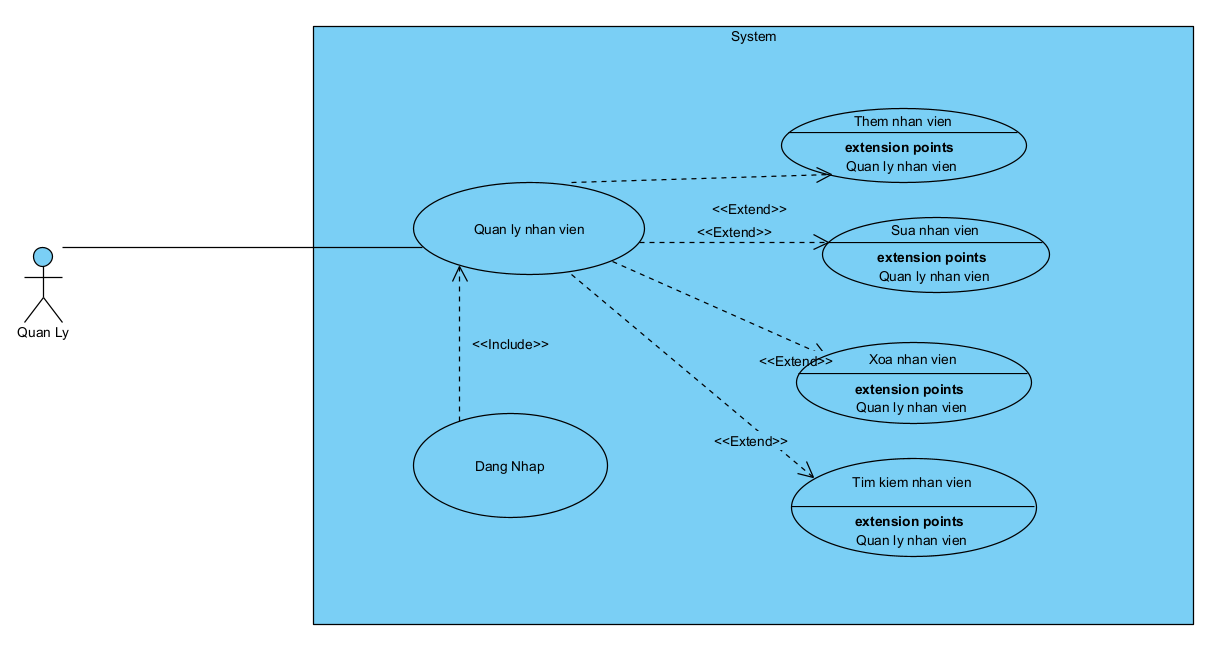 System
Them nhan vien
extension points
Quan ly nhan vien
<<Extend>>
Quan ly nhan vien
<<Extend>>
Sua nhan vien
extension points
Quan ly nhan vien
Quan Ly
<<Include>>
<<Extend>>
Xoa nhan vien
extension points
Quan ly nhan vien
<<Extend>>
Dang Nhap
Tim kiem nhan vien
extension points
Quan ly nhan vien